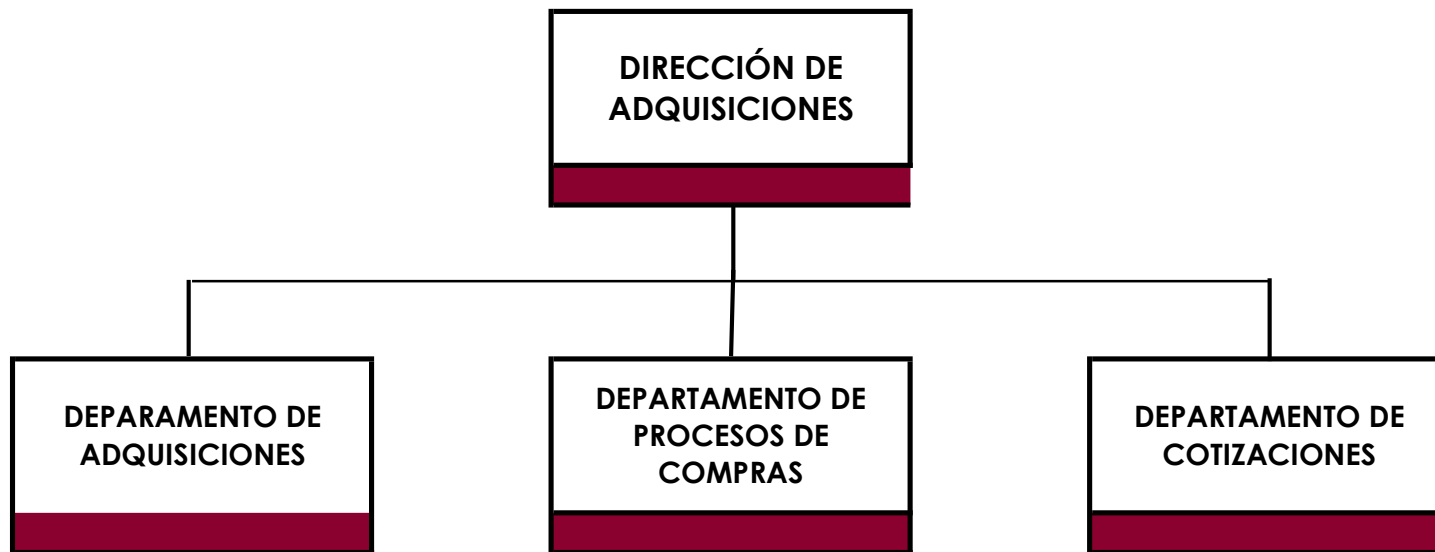 DIRECCIÓN DE
ADQUISICIONES
DEPARAMENTO DE
ADQUISICIONES
DEPARTAMENTO DE
PROCESOS DE
COMPRAS
DEPARTAMENTO DE
COTIZACIONES